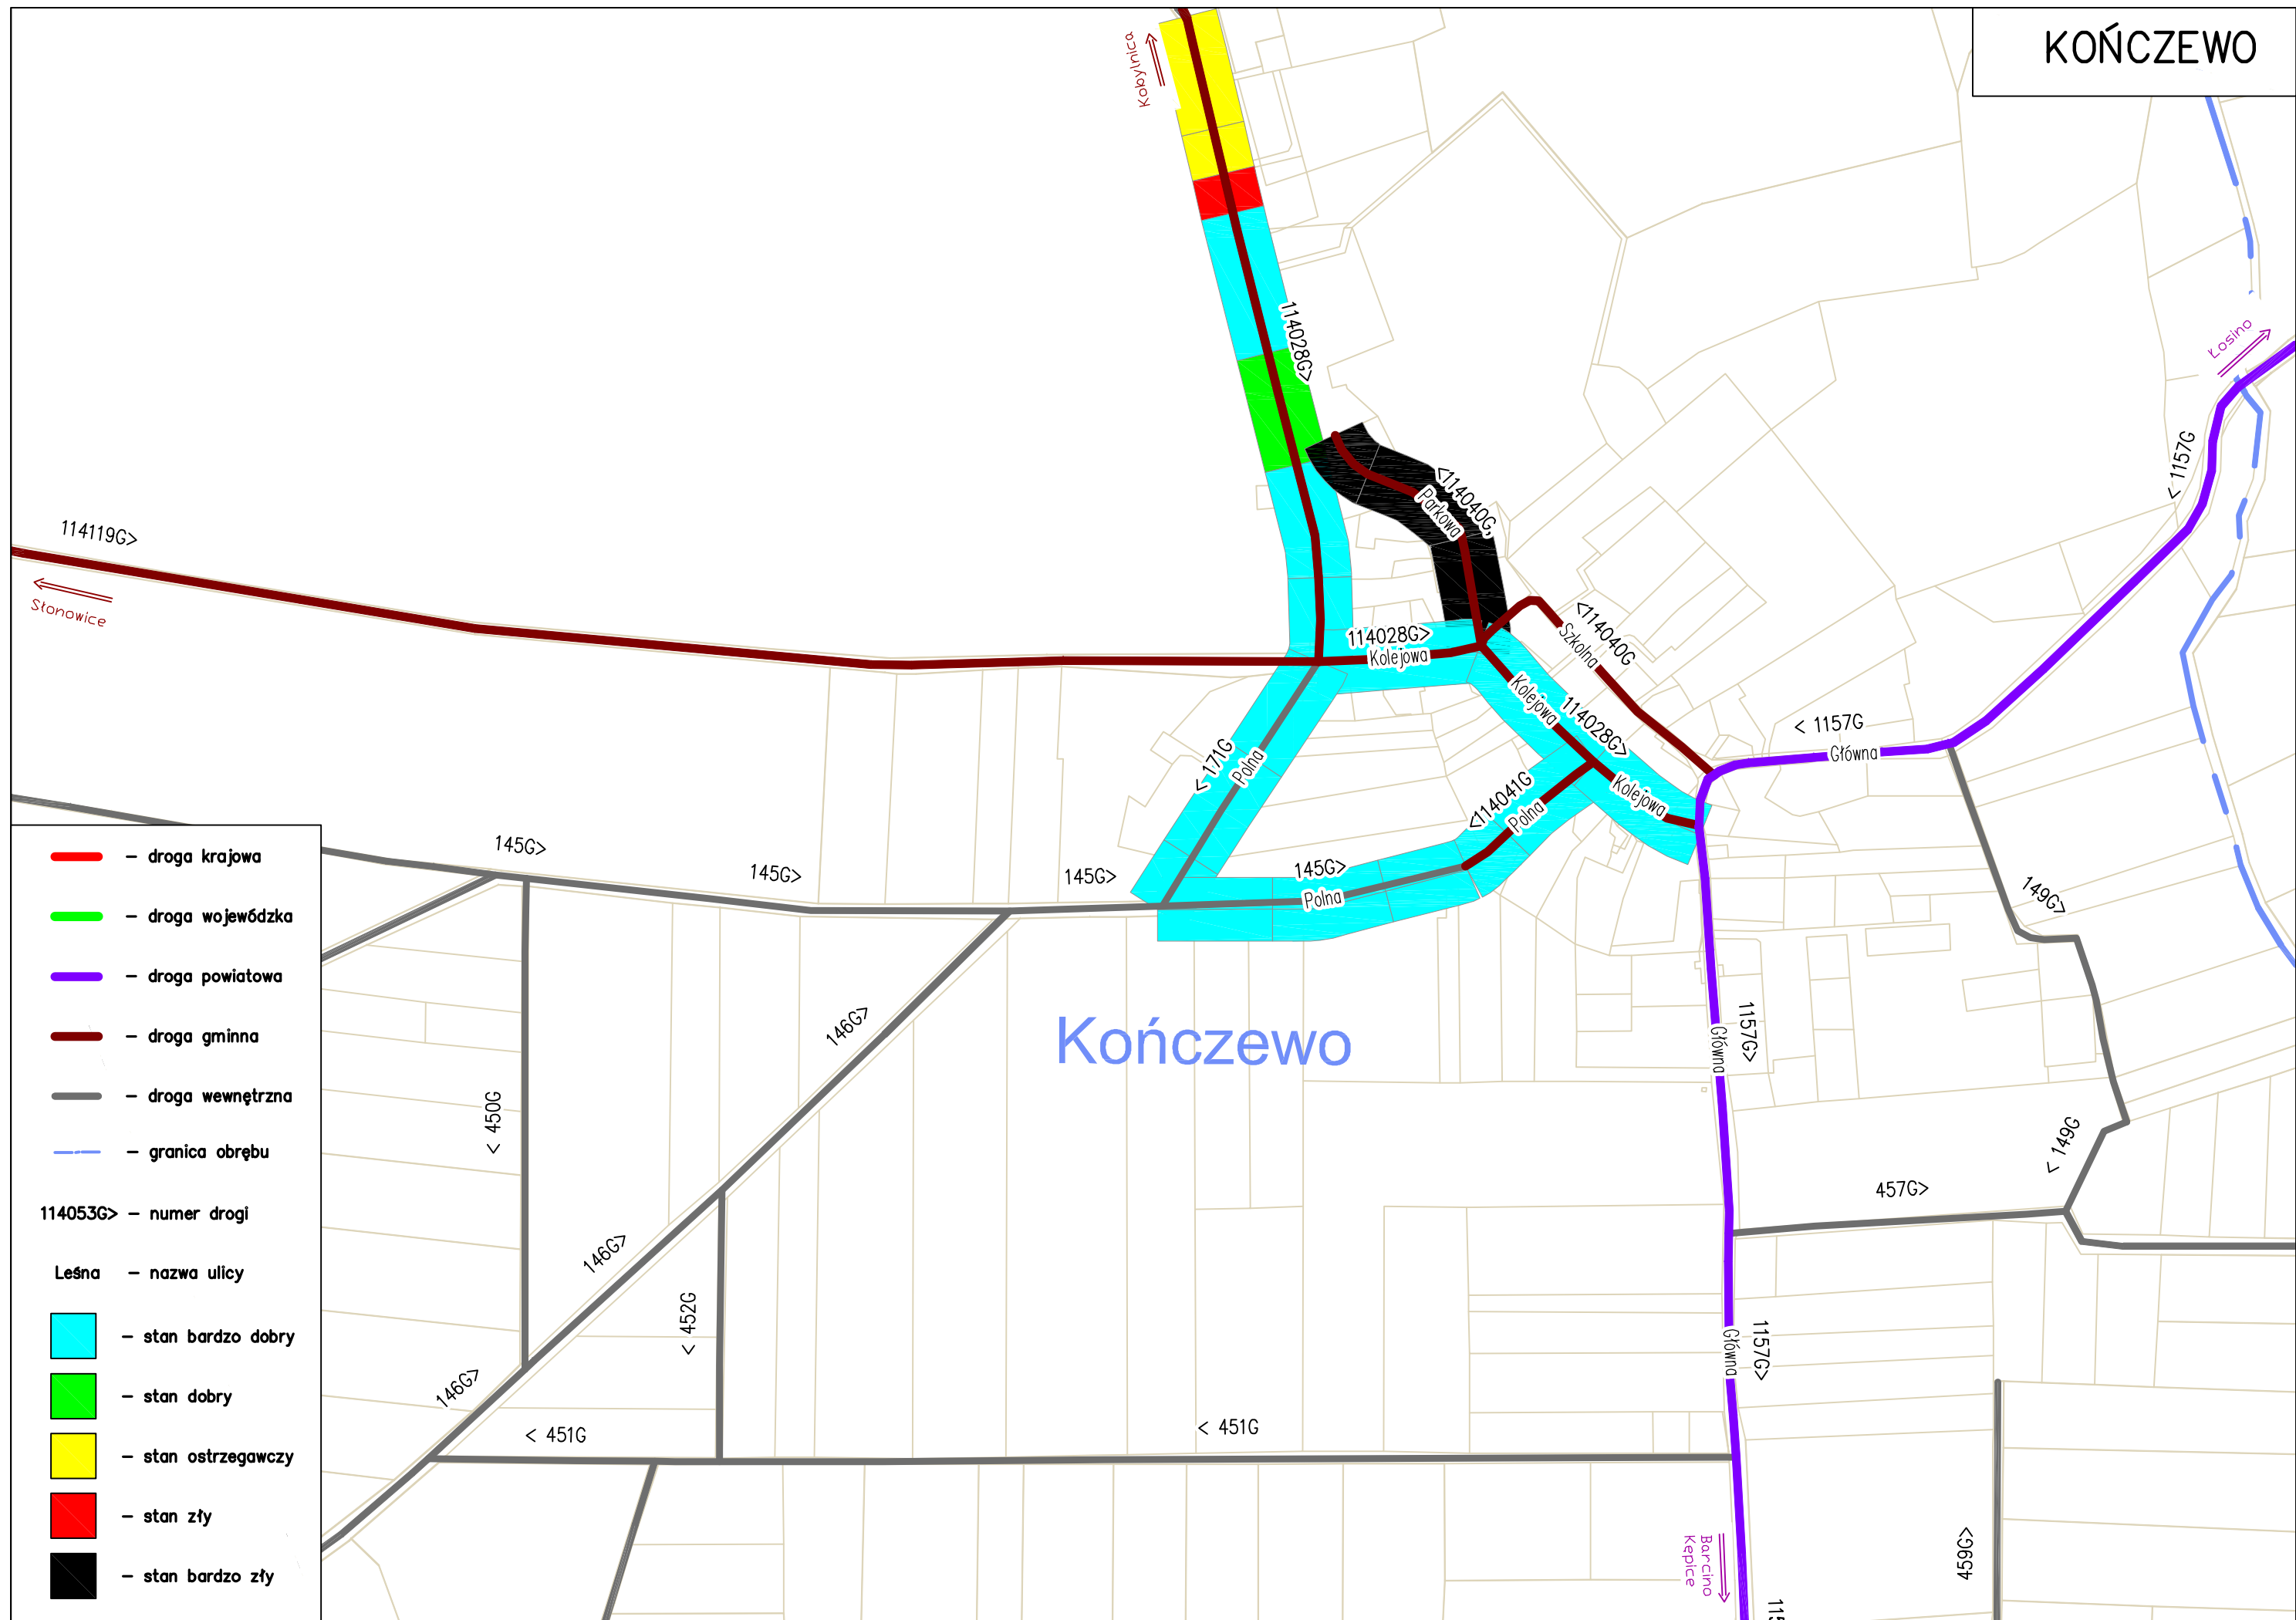 KOŃCZEWO
Kobylnica
114028G>
Łosino
< 1157G
<114040G,
Parkowa
114119G>
Słonowice
<114040G
Szkolna
114028G>
Kolejowa
Kolejowa
114028G>
< 1157G
Główna
< 171G
Polna
<114041G
Polna
Kolejowa
145G>
145G>
145G>
145G>
Polna
149G>
146G>
Kończewo
1157G>
Główna
< 450G
< 149G
457G>
146G>
< 452G
1157G>
Główna
146G>
< 451G
< 451G
459G>
Barcino
Kępice
115
– droga krajowa
– droga wojewódzka
– droga powiatowa
– droga gminna
– droga wewnętrzna
– granica obrębu
114053G> – numer drogi
Leśna – nazwa ulicy
– stan bardzo dobry
– stan dobry
– stan ostrzegawczy
– stan zły
– stan bardzo zły